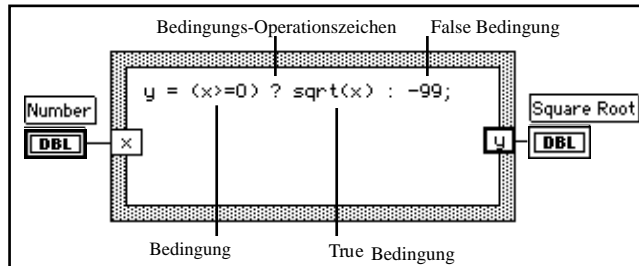 Bedingungs-Operationszeichen False Bedingung
y = (x>=0) ? sqrt(x) : -99;
Number
Square Root
DBL
x
y
DBL
Bedingung
True Bedingung